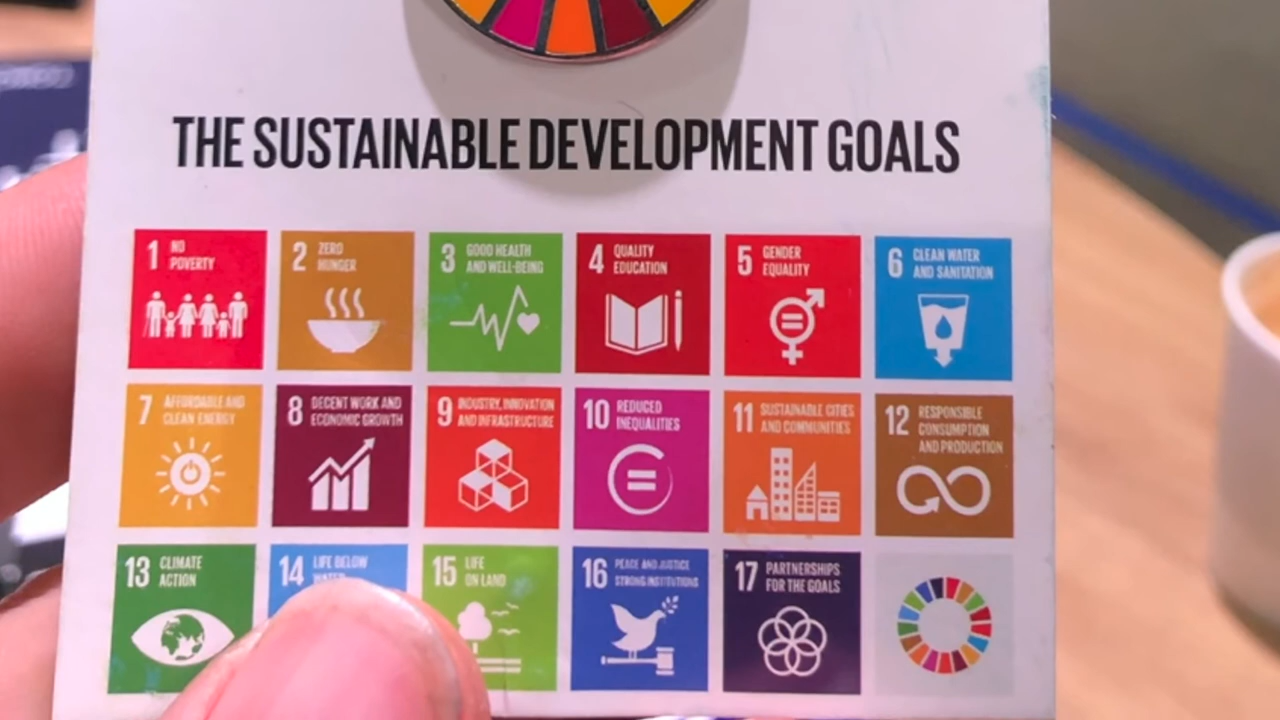 THE SUSTAINABLE DEVELOPMENT GOALS
1 NO
POVERTY
2 ZERO
HUNGER
3 GOOD HEALTH
AND WELL-BEING
4 QUALITY
EDUCATION
5 GENDER
EQUALITY
6 CLEAN WATER
AND SANITATION
7 AFFORDABLE AND
CLEAN ENERGY
8 DECENT WORK AND
ECONOMIC GROWTH
9 INDUSTRY, INNOVATION
AND INFRASTRUCTURE
10 REDUCED
INEQUALITIES
11 SUSTAINABLE CITIES
AND COMMUNITIES
12 RESPONSIBLE
CONSUMPTION
AND PRODUCTION
13 CLIMATE
ACTION
14 LIFE BELOW
WATER
15 LIFE
ON LAND
16 PEACE AND JUSTICE
STRONG INSTITUTIONS
17 PARTNERSHIPS
FOR THE GOALS